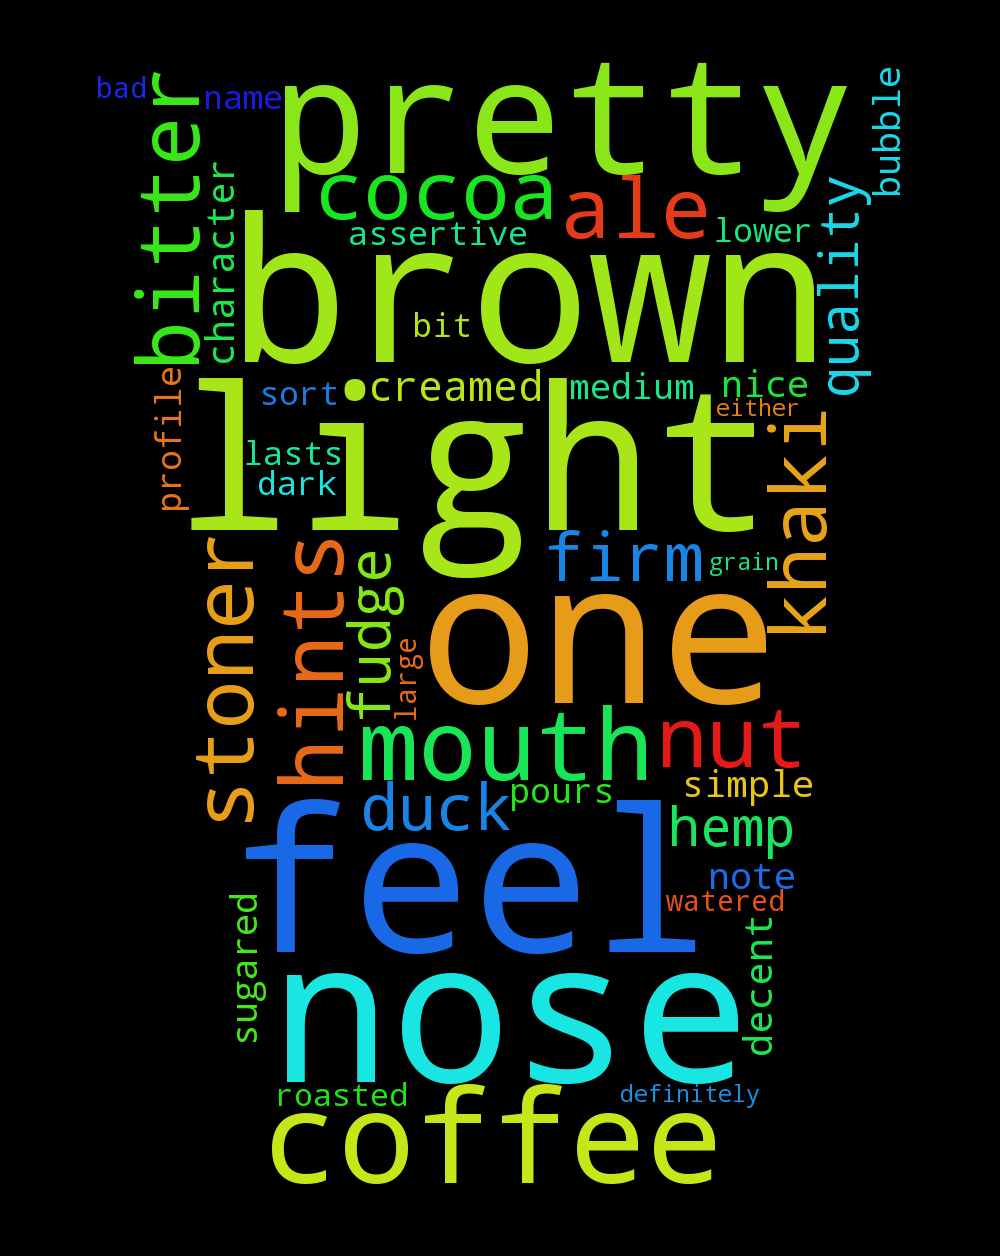 bad
name
pretty
bubble
bitter
character
cocoa
ale
quality
assertive
lower
brown
bit
profile
sort
creamed
medium
nice
either
light
khaki
lasts
dark
stoner
hints
fudge
firm
grain
one
large
mouth
nut
pours
simple
duck
hemp
feel
note
watered
sugared
decent
nose
roasted
definitely
coffee